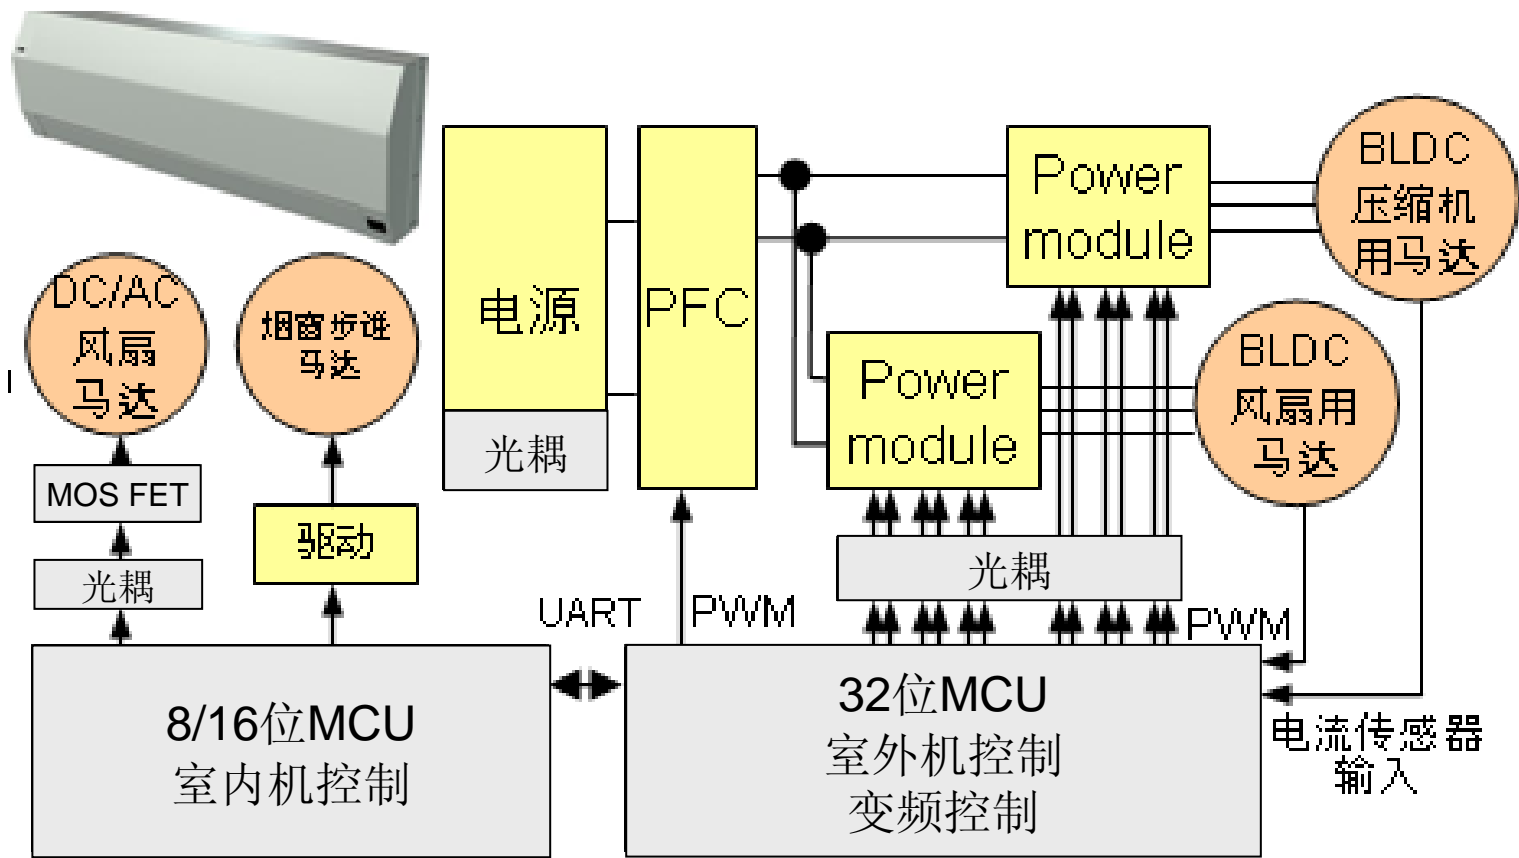 DC/AC
风扇
马达
烟窗步进
马达
MOS FET
光耦
驱动
8/16位MCU
室内机控制
电源
光耦
PFC
UART
PWM
Power
module
Power
module
光耦
PWM
BLDC
压缩机
用马达
BLDC
风扇用
马达
32位MCU
室外机控制
变频控制
电流传感器
输入